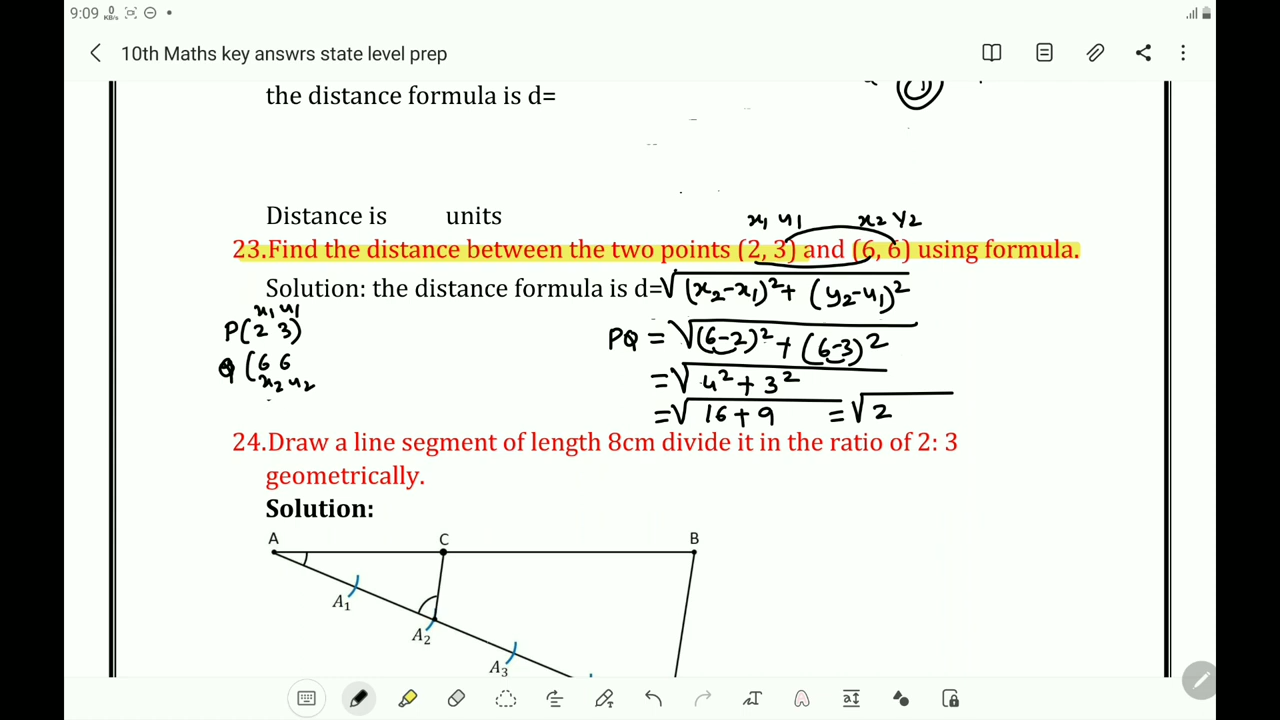 9:09 0 KB/s
10th Maths key answrs state level prep
the distance formula is d=
Distance is units
x₁ y₁ x₂ y₂
23.Find the distance between the two points (2, 3) and (6, 6) using formula.
Solution: the distance formula is d=√(x₂-x₁)²+(y₂-y₁)²
x₁ y₁
P(2 3)
PQ = √(6-2)²+(6-3)²
Q(6 6
x₂ y₂
=√4²+3²
=√16+9 =√2
24.Draw a line segment of length 8cm divide it in the ratio of 2: 3
geometrically.
Solution:
A C B
A₁
A₂
A₃